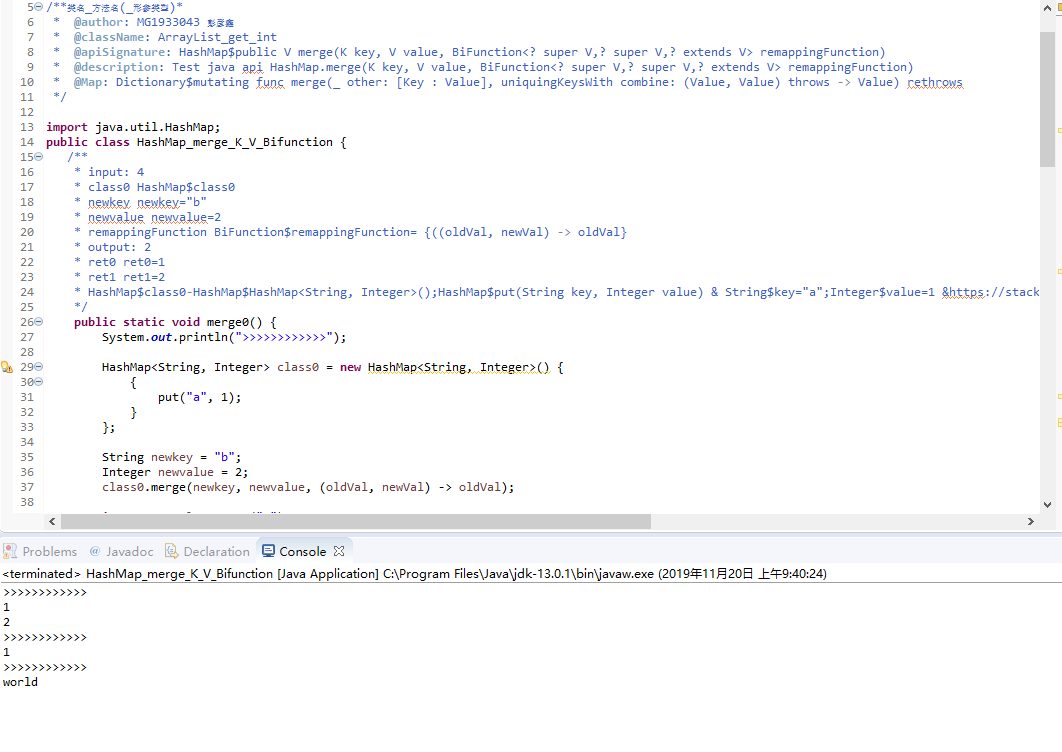 5 /**类名_方法名(_形参类型)*
6 * @author: MG1933043 彭彦鑫
7 * @className: ArrayList_get_int
8 * @apiSignature: HashMap$public V merge(K key, V value, BiFunction<? super V,? super V,? extends V> remappingFunction)
9 * @description: Test java api HashMap.merge(K key, V value, BiFunction<? super V,? super V,? extends V> remappingFunction)
10 * @Map: Dictionary$mutating func merge(_ other: [Key : Value], uniquingKeysWith combine: (Value, Value) throws -> Value) rethrows
11 */
12
13 import java.util.HashMap;
14 public class HashMap_merge_K_V_Bifunction {
15 /**
16 * input: 4
17 * class0 HashMap$class0
18 * newkey newkey="b"
19 * newvalue newvalue=2
20 * remappingFunction BiFunction$remappingFunction= {((oldVal, newVal) -> oldVal}
21 * output: 2
22 * ret0 ret0=1
23 * ret1 ret1=2
24 * HashMap$class0-HashMap$HashMap<String, Integer>();HashMap$put(String key, Integer value) & String$key="a";Integer$value=1 &https://stack
25 */
26 public static void merge0() {
27 System.out.println(">>>>>>>>>>>>");
28
29 HashMap<String, Integer> class0 = new HashMap<String, Integer>() {
30 {
31 put("a", 1);
32 }
33 };
34
35 String newkey = "b";
36 Integer newvalue = 2;
37 class0.merge(newkey, newvalue, (oldVal, newVal) -> oldVal);
38
Problems @ Javadoc Declaration Console
<terminated> HashMap_merge_K_V_Bifunction [Java Application] C:\Program Files\Java\jdk-13.0.1\bin\javaw.exe (2019年11月20日 上午9:40:24)
>>>>>>>>>>>>
1
2
>>>>>>>>>>>>
1
>>>>>>>>>>>>
world